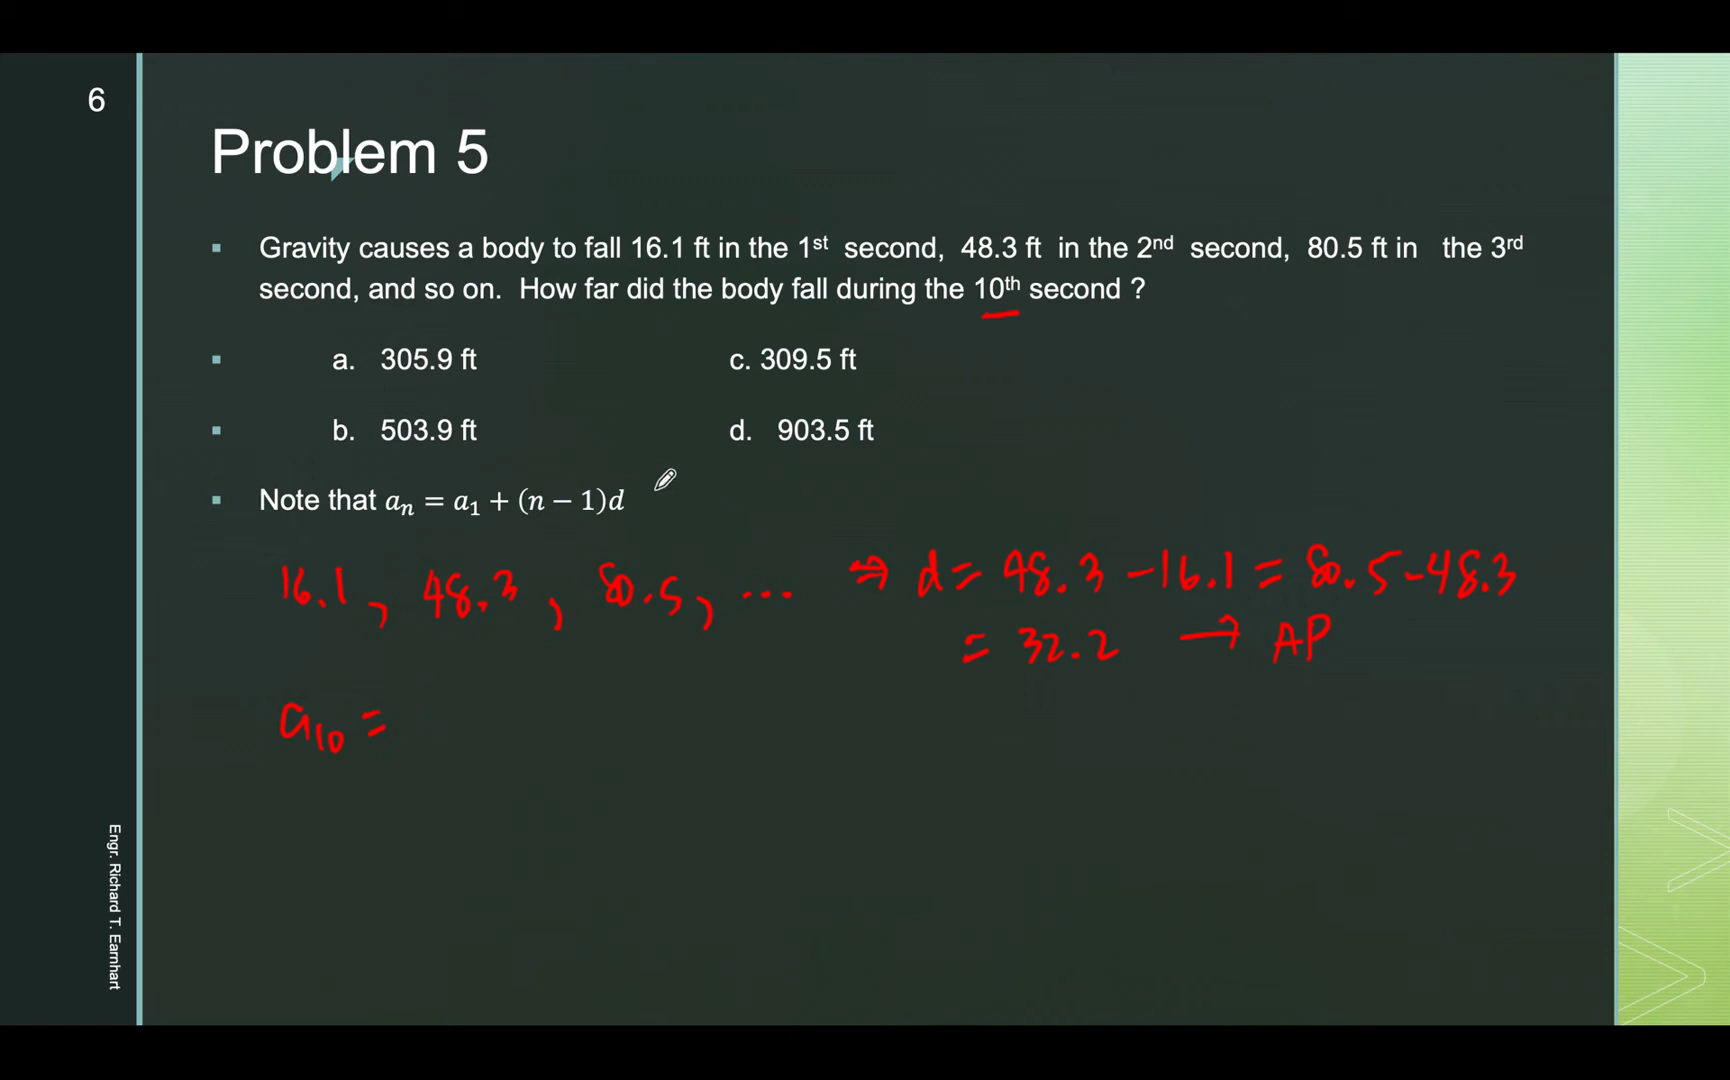 6
Problem 5
▪ Gravity causes a body to fall 16.1 ft in the 1st second, 48.3 ft in the 2nd second, 80.5 ft in the 3rd
second, and so on. How far did the body fall during the 10th second ?
▪ a. 305.9 ft c. 309.5 ft
▪ b. 503.9 ft d. 903.5 ft
▪ Note that aₙ = a₁ + (n − 1)d
16.1, 48.3, 80.5, ... ⇒ d = 48.3 - 16.1 = 80.5 - 48.3
= 32.2 → AP
a₁₀ =
Engr. Richard T. Earnhart